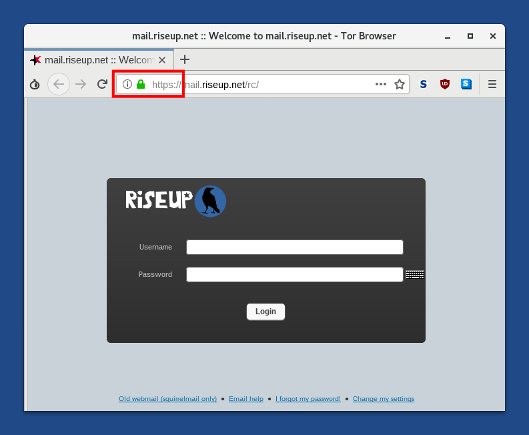 mail.riseup.net :: Welcome to mail.riseup.net - Tor Browser
mail.riseup.net :: Welcom
https://mail.riseup.net/rc/
S
S
RiSEUP
Username
Password
Login
Old webmail (squirrelmail only) • Email help • I forgot my password! • Change my settings